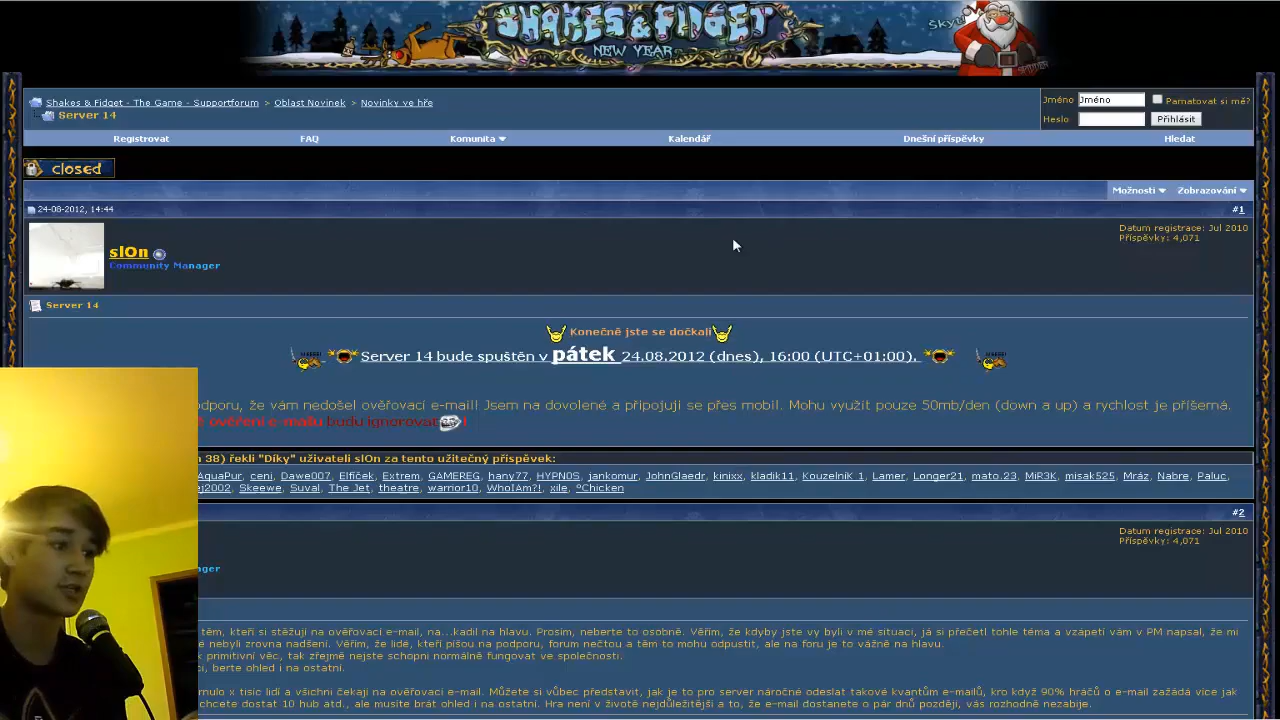 SHAKES & FIDGET
NEW YEAR
Shakes & Fidget - The Game - Supportforum > Oblast Novinek > Novinky ve hře
Server 14
Jméno Jméno Pamatovat si mě?
Heslo Přihlásit
Registrovat FAQ Komunita Kalendář Dnešní příspěvky Hledat
closed
Možnosti Zobrazování
24-08-2012, 14:44 #1
slOn
Community Manager
Datum registrace: Jul 2010
Příspěvky: 4,071
Server 14
Konečně jste se dočkali
Server 14 bude spuštěn v pátek 24.08.2012 (dnes), 16:00 (UTC+01:00).
odporu, že vám nedošel ověřovací e-mail! Jsem na dovolené a připojuji se přes mobil. Mohu využít pouze 50mb/den (down a up) a rychlost je příšerná.
ověření e-mailu budu ignorovat !
38) řekli "Díky" uživateli slOn za tento užitečný příspěvek:
AquaPur, ceni, Dawe007, Elfíček, Extrem, GAMEREG, hany77, HYPN0S, jankomur, JohnGlaedr, kinixx, kladik11, Kouzelník_1, Lamer, Longer21, mato.23, MiR3K, misak525, Mráz, Nabre, Paluc,
ej2002, Skeewe, Suval, The Jet, theatre, warrior10, WhoIAm?!, xile, °Chicken
#2
Datum registrace: Jul 2010
Příspěvky: 4,071
ager
těm, kteří si stěžují na ověřovací e-mail, na...kadil na hlavu. Prosím, neberte to osobně. Věřím, že kdyby jste vy byli v mé situaci, já si přečetl tohle téma a vzápětí vám v PM napsal, že mi
é nebyli zrovna nadšeni. Věřím, že lidé, kteří píšou na podporu, forum nečtou a těm to mohu odpustit, ale na foru je to vážně na hlavu.
k primitivní věc, tak zřejmě nejste schopni normálně fungovat ve společnosti.
ci, berte ohled i na ostatní.
rnulo x tisíc lidí a všichni čekají na ověřovací e-mail. Můžete si vůbec představit, jak je to pro server náročné odeslat takové kvantum e-mailů, kro když 90% hráčů o e-mail zažádá více jak
chcete dostat 10 hub atd., ale musíte brát ohled i na ostatní. Hra není v životě nejdůležitější a to, že e-mail dostanete o pár dnů později, vás rozhodně nezabije.